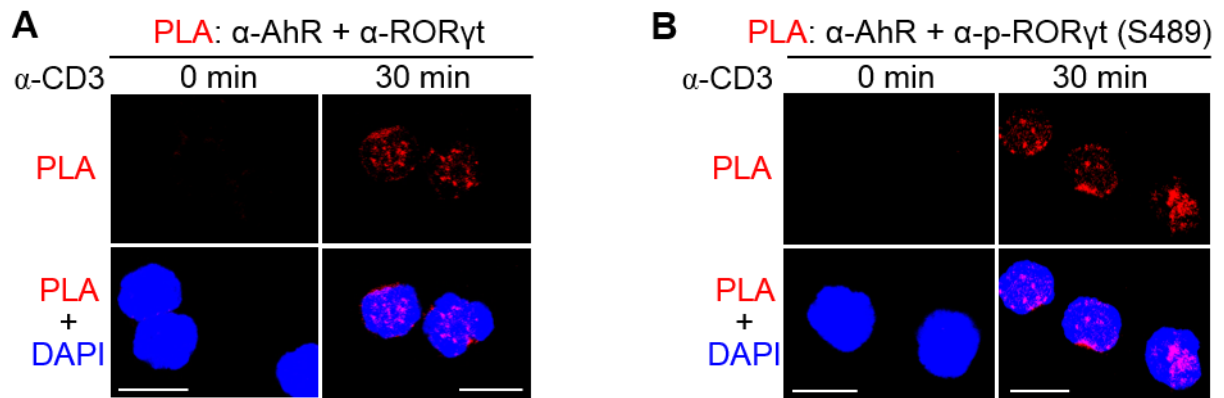 A
PLA: α-AhR + α-RORγt
α-CD3 0 min 30 min
PLA
PLA
+
DAPI
B
PLA: α-AhR + α-p-RORγt (S489)
α-CD3 0 min 30 min
PLA
PLA
+
DAPI